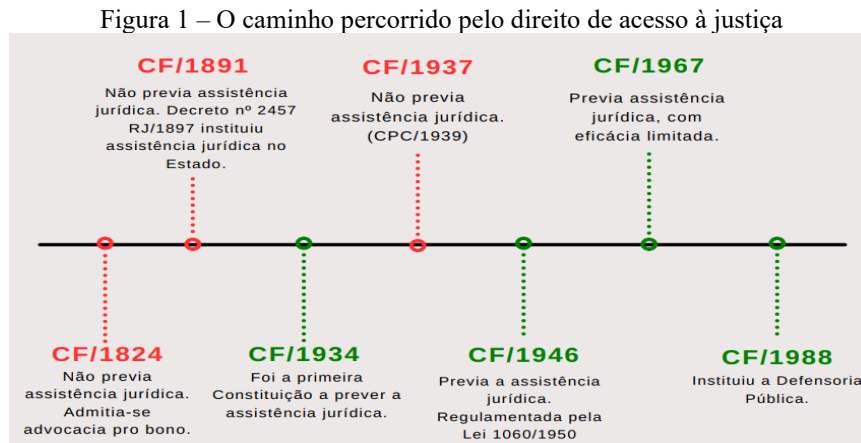 Figura 1 – O caminho percorrido pelo direito de acesso à justiça
CF/1891
Não previa assistência
jurídica. Decreto nº 2457
RJ/1897 instituiu
assistência jurídica no
Estado.
CF/1937
Não previa
assistência jurídica.
(CPC/1939)
CF/1967
Previa assistência
jurídica, com
eficácia limitada.
CF/1824
Não previa
assistência jurídica.
Admitia-se
advocacia pro bono.
CF/1934
Foi a primeira
Constituição a prever a
assistência jurídica.
CF/1946
Previa a assistência
jurídica.
Regulamentada pela
Lei 1060/1950
CF/1988
Instituiu a Defensoria
Pública.